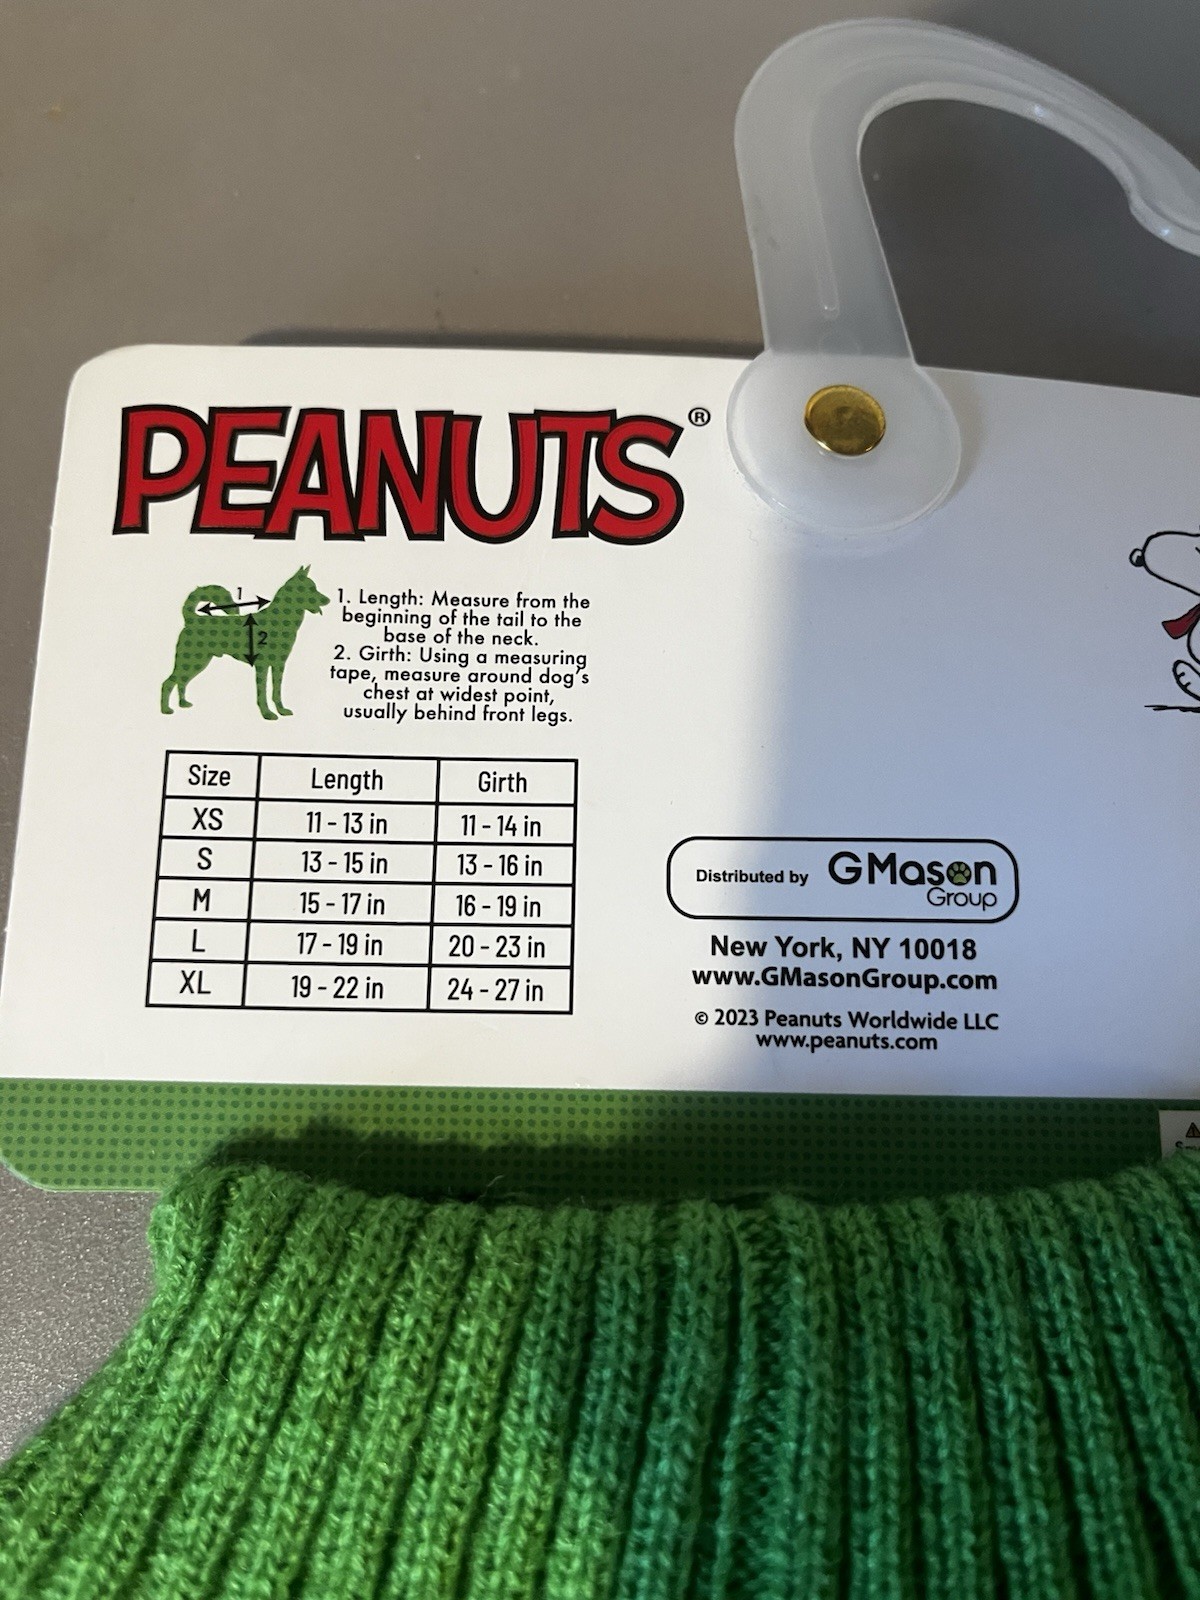 PEANUTS®
1
2
1. Length: Measure from the
beginning of the tail to the
base of the neck.
2. Girth: Using a measuring
tape, measure around dog's
chest at widest point,
usually behind front legs.
Size Length Girth
XS 11 - 13 in 11 - 14 in
S 13 - 15 in 13 - 16 in
M 15 - 17 in 16 - 19 in
L 17 - 19 in 20 - 23 in
XL 19 - 22 in 24 - 27 in
Distributed by GMason
Group
New York, NY 10018
www.GMasonGroup.com
© 2023 Peanuts Worldwide LLC
www.peanuts.com